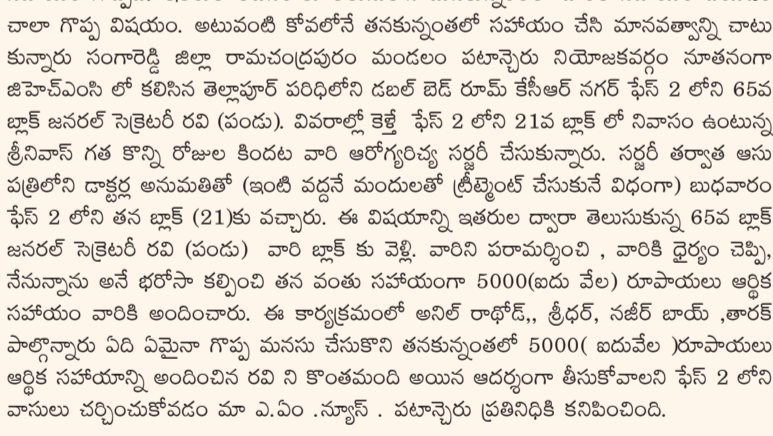 చాలా గొప్ప విషయం. అటువంటి కోవలోనే తనకున్నంతలో సహాయం చేసి మానవత్వాన్ని చాటు
కున్నారు సంగారెడ్డి జిల్లా రామచంద్రపురం మండలం పటాన్చెరు నియోజకవర్గం నూతనంగా
జిహెచ్ఎంసి లో కలిసిన తెల్లాపూర్ పరిధిలోని డబల్ బెడ్ రూమ్ కేసీఆర్ నగర్ ఫేస్ 2 లోని 65వ
బ్లాక్ జనరల్ సెక్రెటరీ రవి (పండు). వివరాల్లో కెళ్తే ఫేస్ 2 లోని 21వ బ్లాక్ లో నివాసం ఉంటున్న
శ్రీనివాస్ గత కొన్ని రోజుల కిందట వారి ఆరోగ్యరిచ్య సర్జరీ చేసుకున్నారు. సర్జరీ తర్వాత ఆసు
పత్రిలోని డాక్టర్ల అనుమతితో (ఇంటి వద్దనే మందులతో ట్రీట్మెంట్ చేసుకునే విధంగా) బుధవారం
ఫేస్ 2 లోని తన బ్లాక్ (21)కు వచ్చారు. ఈ విషయాన్ని ఇతరుల ద్వారా తెలుసుకున్న 65వ బ్లాక్
జనరల్ సెక్రెటరీ రవి (పండు) వారి బ్లాక్ కు వెళ్లి. వారిని పరామర్శించి , వారికి ధైర్యం చెప్పి,
నేనున్నాను అనే భరోసా కల్పించి తన వంతు సహాయంగా 5000(ఐదు వేల) రూపాయలు ఆర్థిక
సహాయం వారికి అందించారు. ఈ కార్యక్రమంలో అనిల్ రాథోడ్,, శ్రీధర్, నజీర్ బాయ్ ,తారక్
పాల్గొన్నారు ఏది ఏమైనా గొప్ప మనసు చేసుకొని తనకున్నంతలో 5000( ఐదువేల )రూపాయలు
ఆర్థిక సహాయాన్ని అందించిన రవి ని కొంతమంది అయిన ఆదర్శంగా తీసుకోవాలని ఫేస్ 2 లోని
వాసులు చర్చించుకోవడం మా ఎ.ఏం .న్యూస్ . పటాన్చెరు ప్రతినిధికి కనిపించింది.